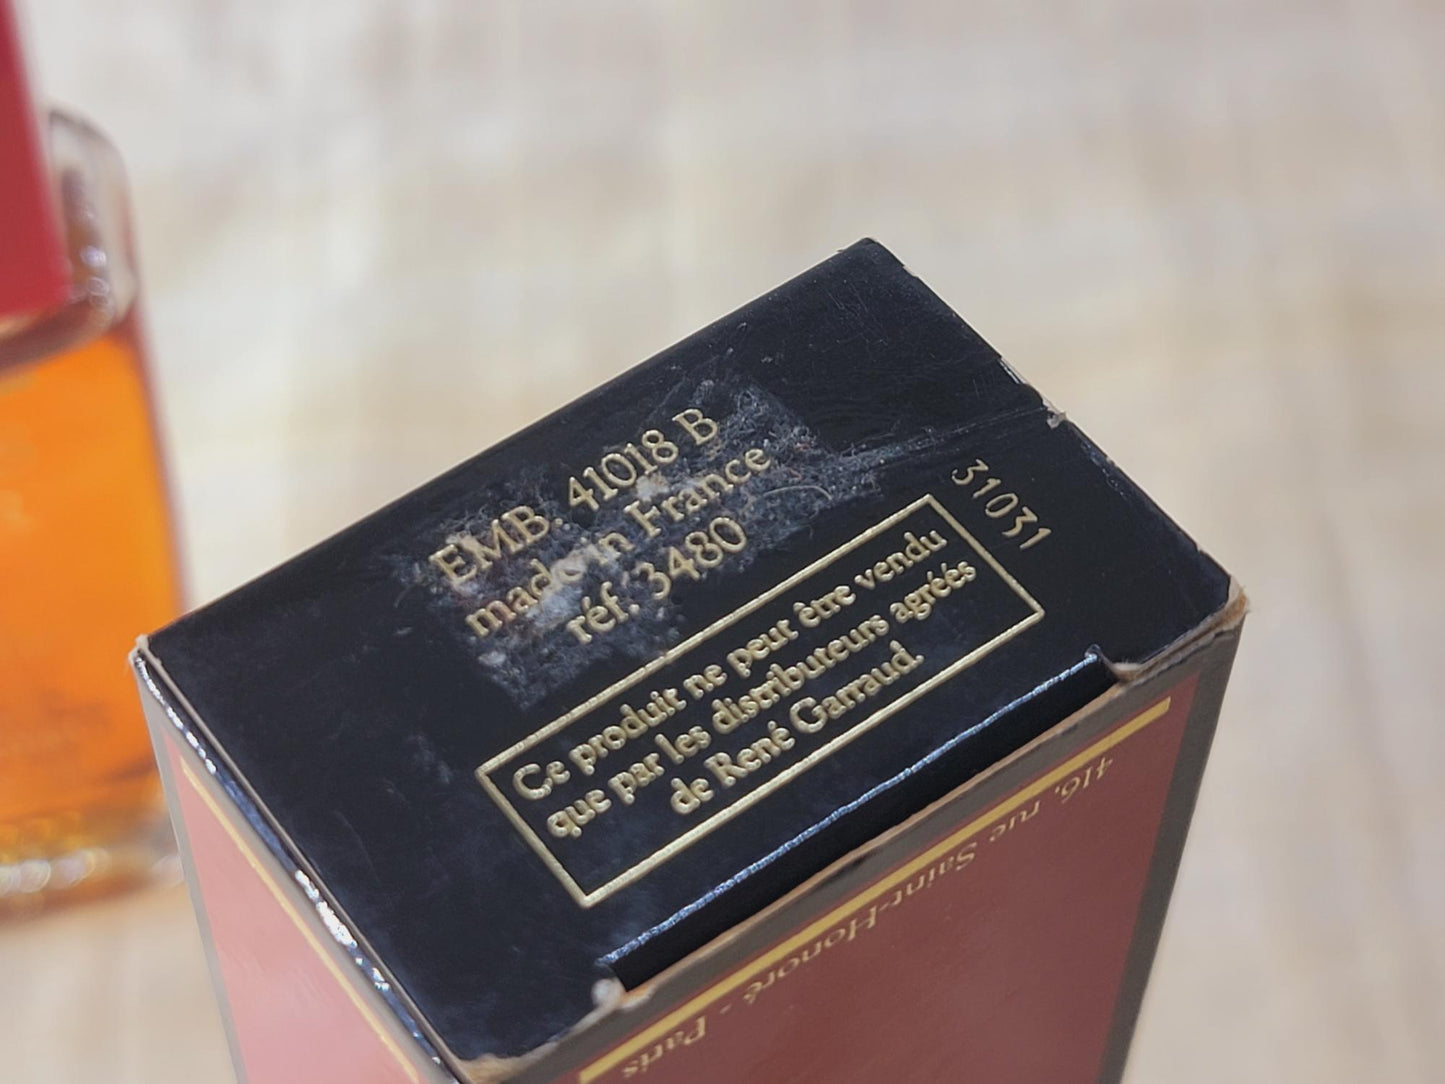 EMB. 41018 B
made in France
réf. 3480
31031
Ce produit ne peut être vendu
que par les distributeurs agréés
de René Garraud.
416, rue Saint-Honoré - Paris